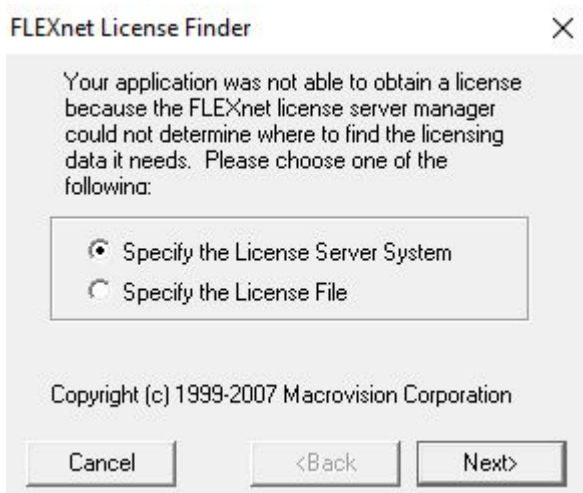 FLEXnet License Finder
Your application was not able to obtain a license
because the FLEXnet license server manager
could not determine where to find the licensing
data it needs. Please choose one of the
following:
Specify the License Server System
Specify the License File
Copyright (c) 1999-2007 Macrovision Corporation
Cancel
<Back
Next>